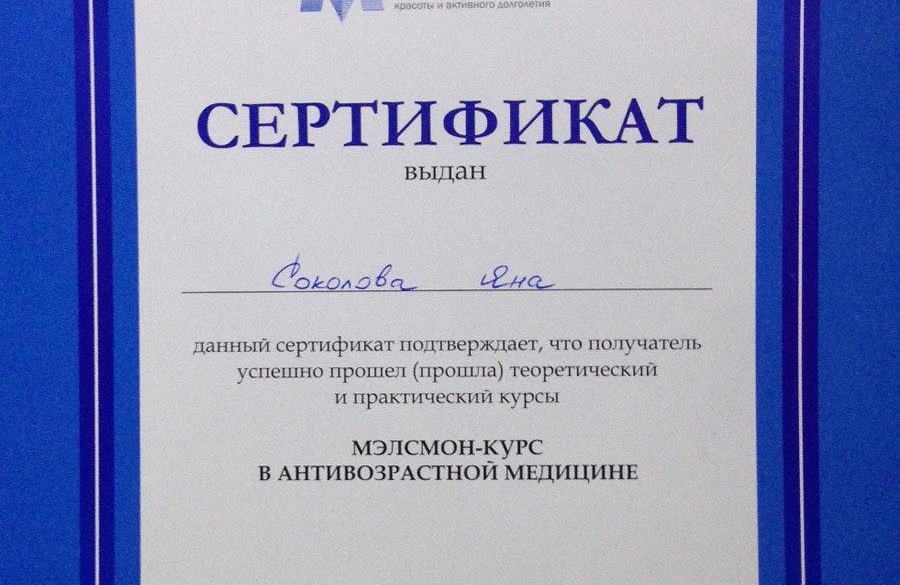 красоты и активного долголетия
СЕРТИФИКАТ
выдан
Соколова Яна
данный сертификат подтверждает, что получатель
успешно прошел (прошла) теоретический
и практический курсы
МЭЛСМОН-КУРС
В АНТИВОЗРАСТНОЙ МЕДИЦИНЕ